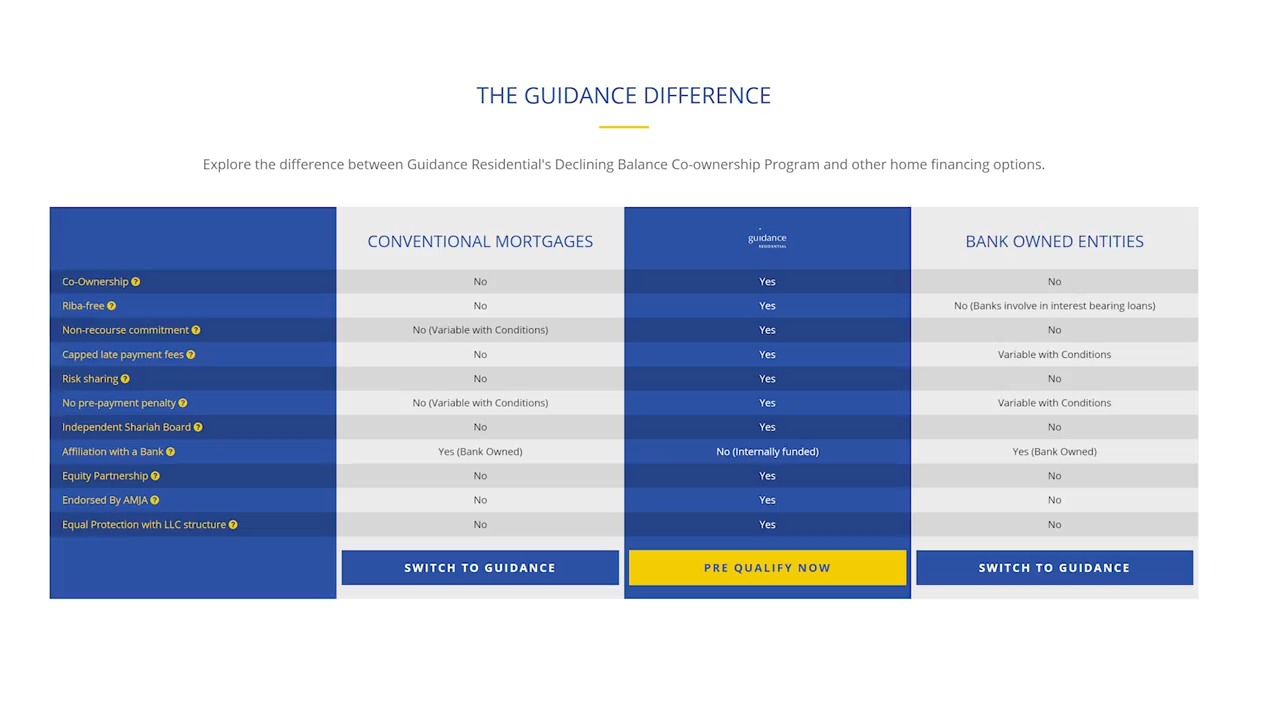 THE GUIDANCE DIFFERENCE
Explore the difference between Guidance Residential's Declining Balance Co-ownership Program and other home financing options.
CONVENTIONAL MORTGAGES guidance RESIDENTIAL BANK OWNED ENTITIES
Co-Ownership ? No Yes No
Riba-free ? No Yes No (Banks involve in interest bearing loans)
Non-recourse commitment ? No (Variable with Conditions) Yes No
Capped late payment fees ? No Yes Variable with Conditions
Risk sharing ? No Yes No
No pre-payment penalty ? No (Variable with Conditions) Yes Variable with Conditions
Independent Shariah Board ? No Yes No
Affiliation with a Bank ? Yes (Bank Owned) No (Internally funded) Yes (Bank Owned)
Equity Partnership ? No Yes No
Endorsed By AMJA ? No Yes No
Equal Protection with LLC structure ? No Yes No
SWITCH TO GUIDANCE PRE QUALIFY NOW SWITCH TO GUIDANCE